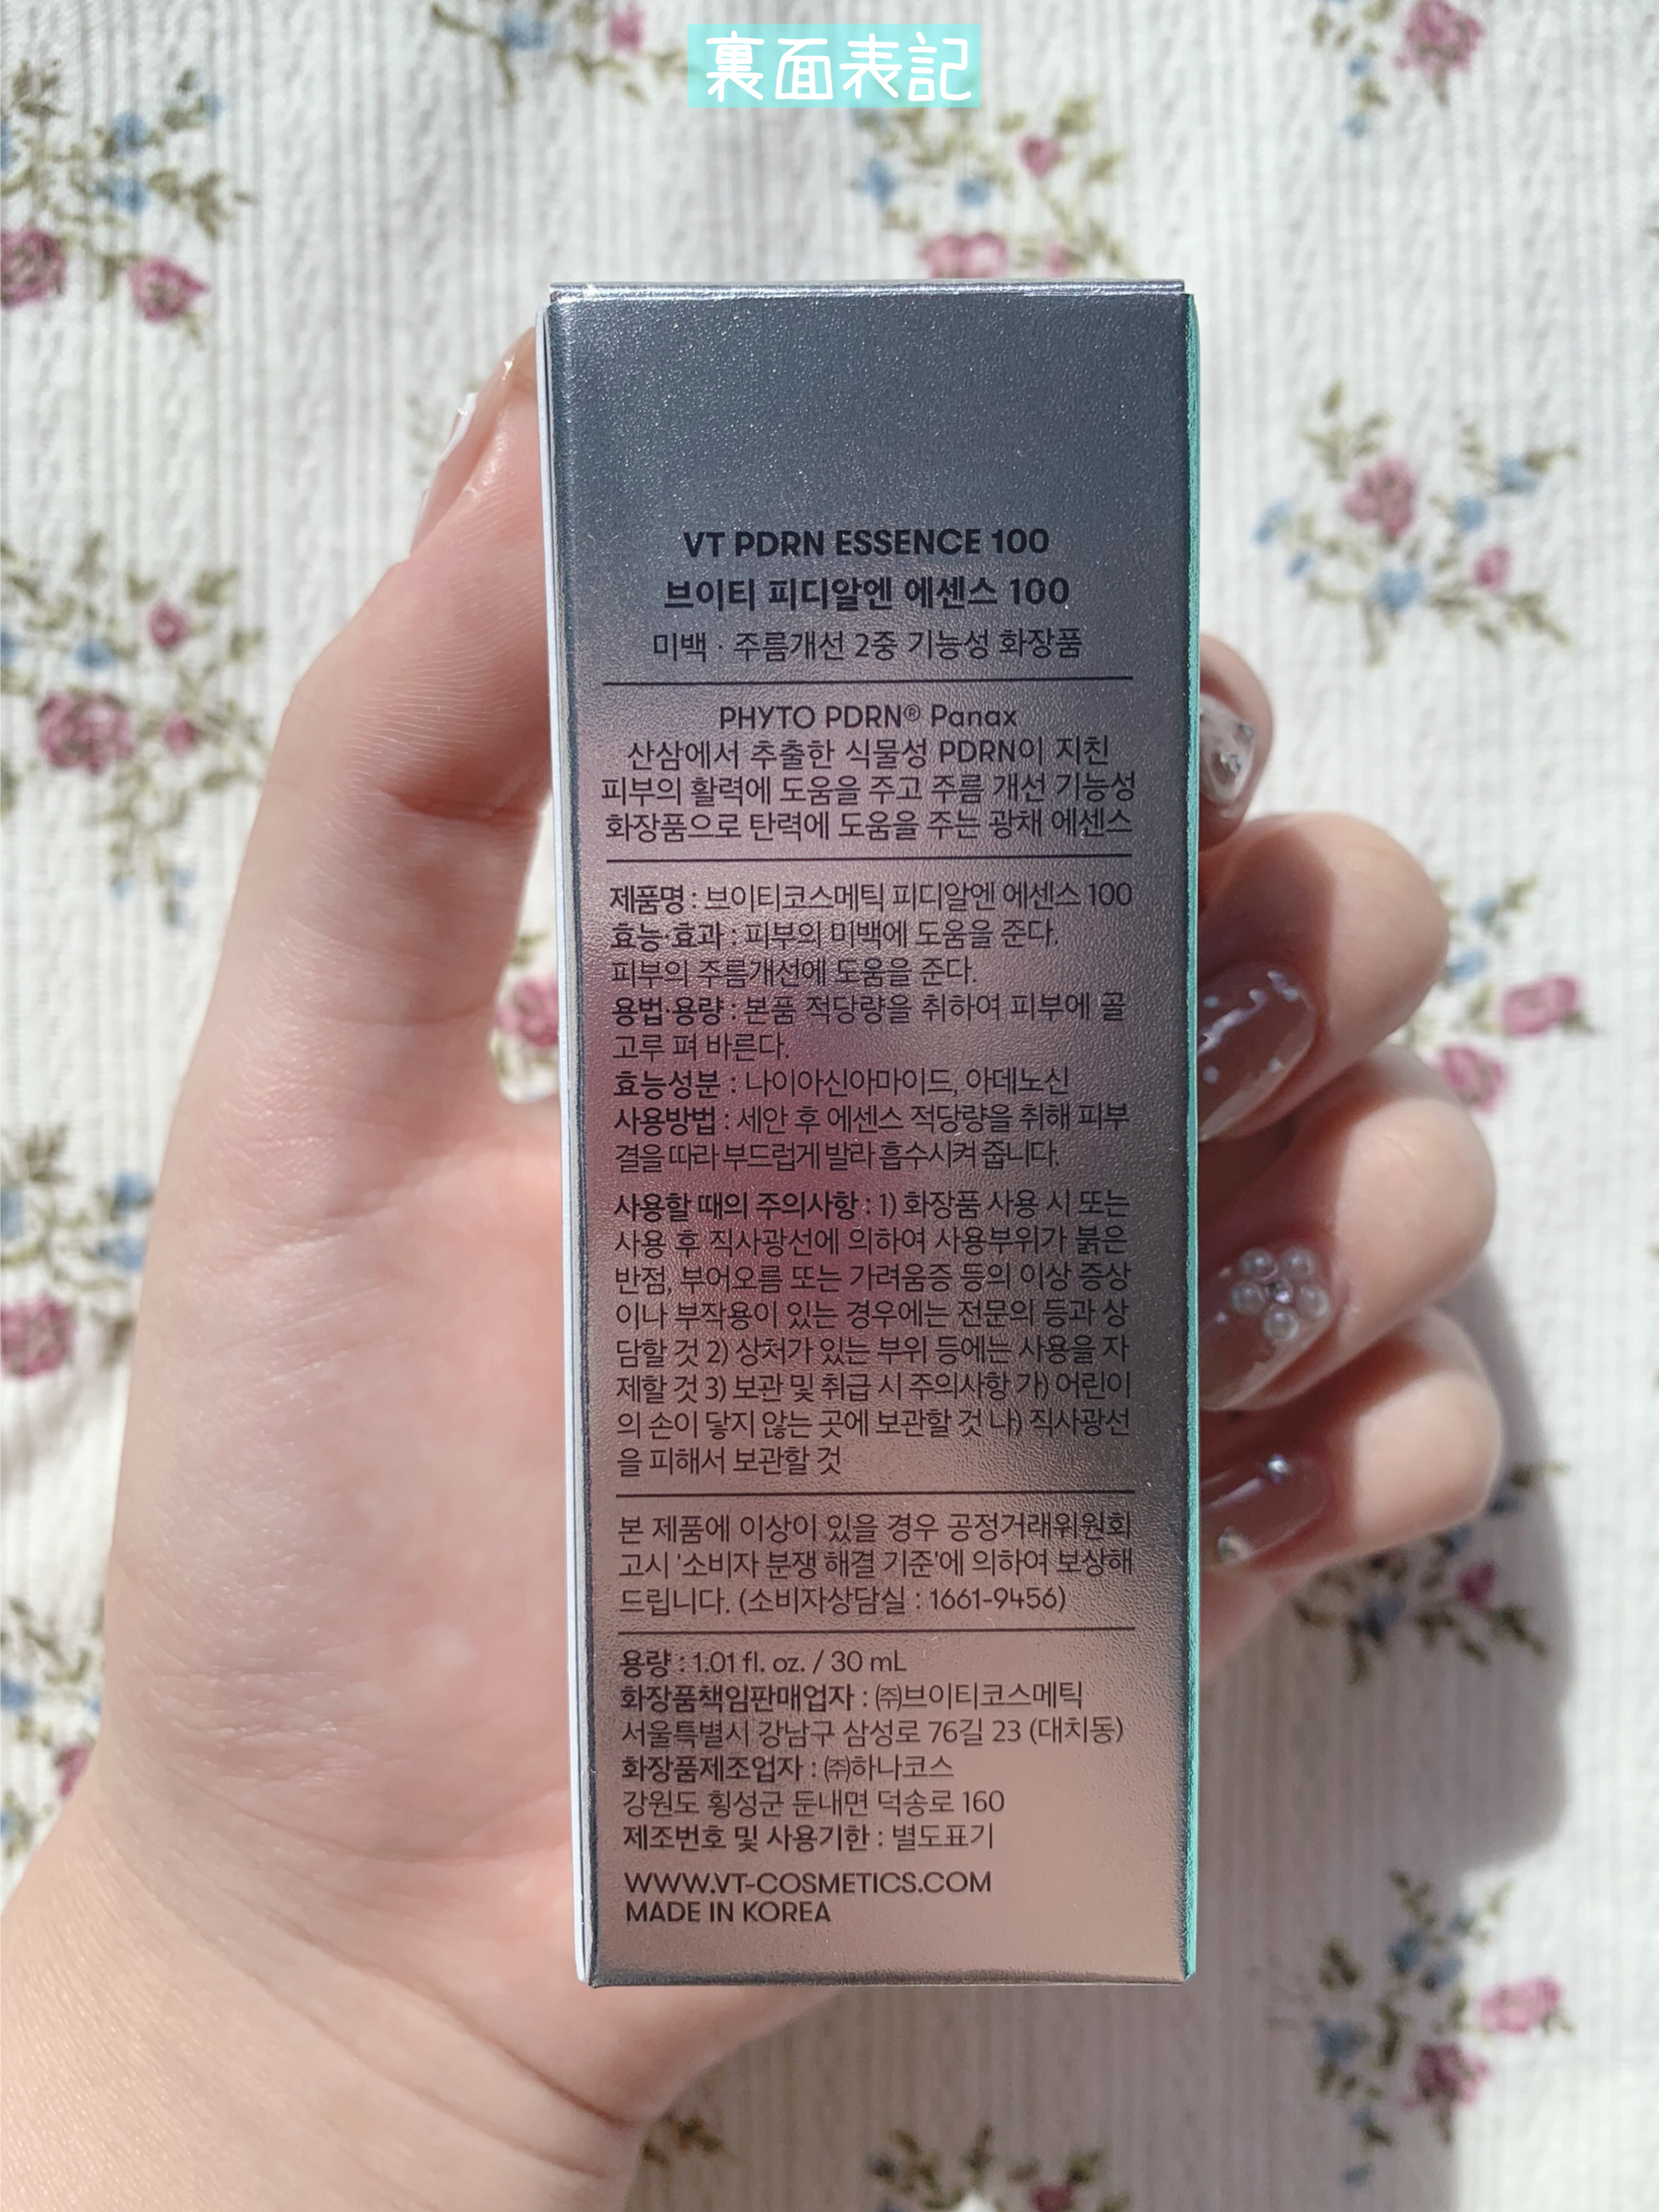 裏面表記
VT PDRN ESSENCE 100
브이티 피디알엔 에센스 100
미백 · 주름개선 2중 기능성 화장품
PHYTO PDRN® Panax
산삼에서 추출한 식물성 PDRN이 지친
피부의 활력에 도움을 주고 주름 개선 기능성
화장품으로 탄력에 도움을 주는 광채 에센스
제품명 : 브이티코스메틱 피디알엔 에센스 100
효능·효과 : 피부의 미백에 도움을 준다.
피부의 주름개선에 도움을 준다.
용법·용량 : 본품 적당량을 취하여 피부에 골
고루 펴 바른다.
효능성분 : 나이아신아마이드, 아데노신
사용방법 : 세안 후 에센스 적당량을 취해 피부
결을 따라 부드럽게 발라 흡수시켜 줍니다.
사용할 때의 주의사항 : 1) 화장품 사용 시 또는
사용 후 직사광선에 의하여 사용부위가 붉은
반점, 부어오름 또는 가려움증 등의 이상 증상
이나 부작용이 있는 경우에는 전문의 등과 상
담할 것 2) 상처가 있는 부위 등에는 사용을 자
제할 것 3) 보관 및 취급 시 주의사항 가) 어린이
의 손이 닿지 않는 곳에 보관할 것 나) 직사광선
을 피해서 보관할 것
본 제품에 이상이 있을 경우 공정거래위원회
고시 '소비자 분쟁 해결 기준'에 의하여 보상해
드립니다. (소비자상담실 : 1661-9456)
용량 : 1.01 fl. oz. / 30 mL
화장품책임판매업자 : ㈜브이티코스메틱
서울특별시 강남구 삼성로 76길 23 (대치동)
화장품제조업자 : ㈜하나코스
강원도 횡성군 둔내면 덕송로 160
제조번호 및 사용기한 : 별도표기
WWW.VT-COSMETICS.COM
MADE IN KOREA